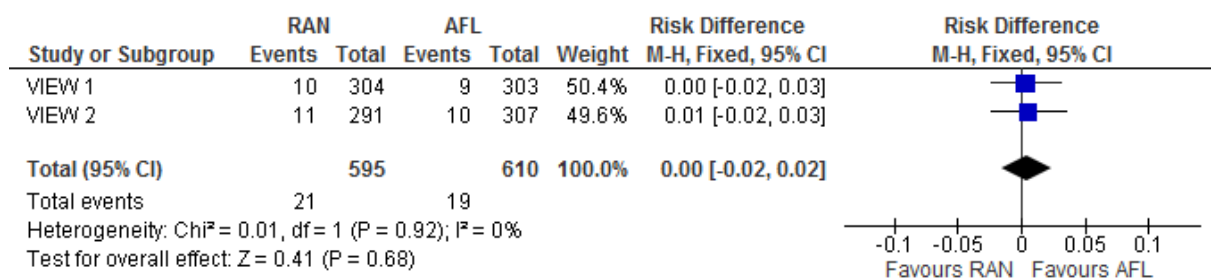 RAN AFL Risk Difference Risk Difference
Study or Subgroup Events Total Events Total Weight M-H, Fixed, 95% CI M-H, Fixed, 95% CI
VIEW 1 10 304 9 303 50.4% 0.00 [-0.02, 0.03]
VIEW 2 11 291 10 307 49.6% 0.01 [-0.02, 0.03]
Total (95% CI) 595 610 100.0% 0.00 [-0.02, 0.02]
Total events 21 19
Heterogeneity: Chi² = 0.01, df = 1 (P = 0.92); I² = 0%
Test for overall effect: Z = 0.41 (P = 0.68)
-0.1 -0.05 0 0.05 0.1
Favours RAN Favours AFL